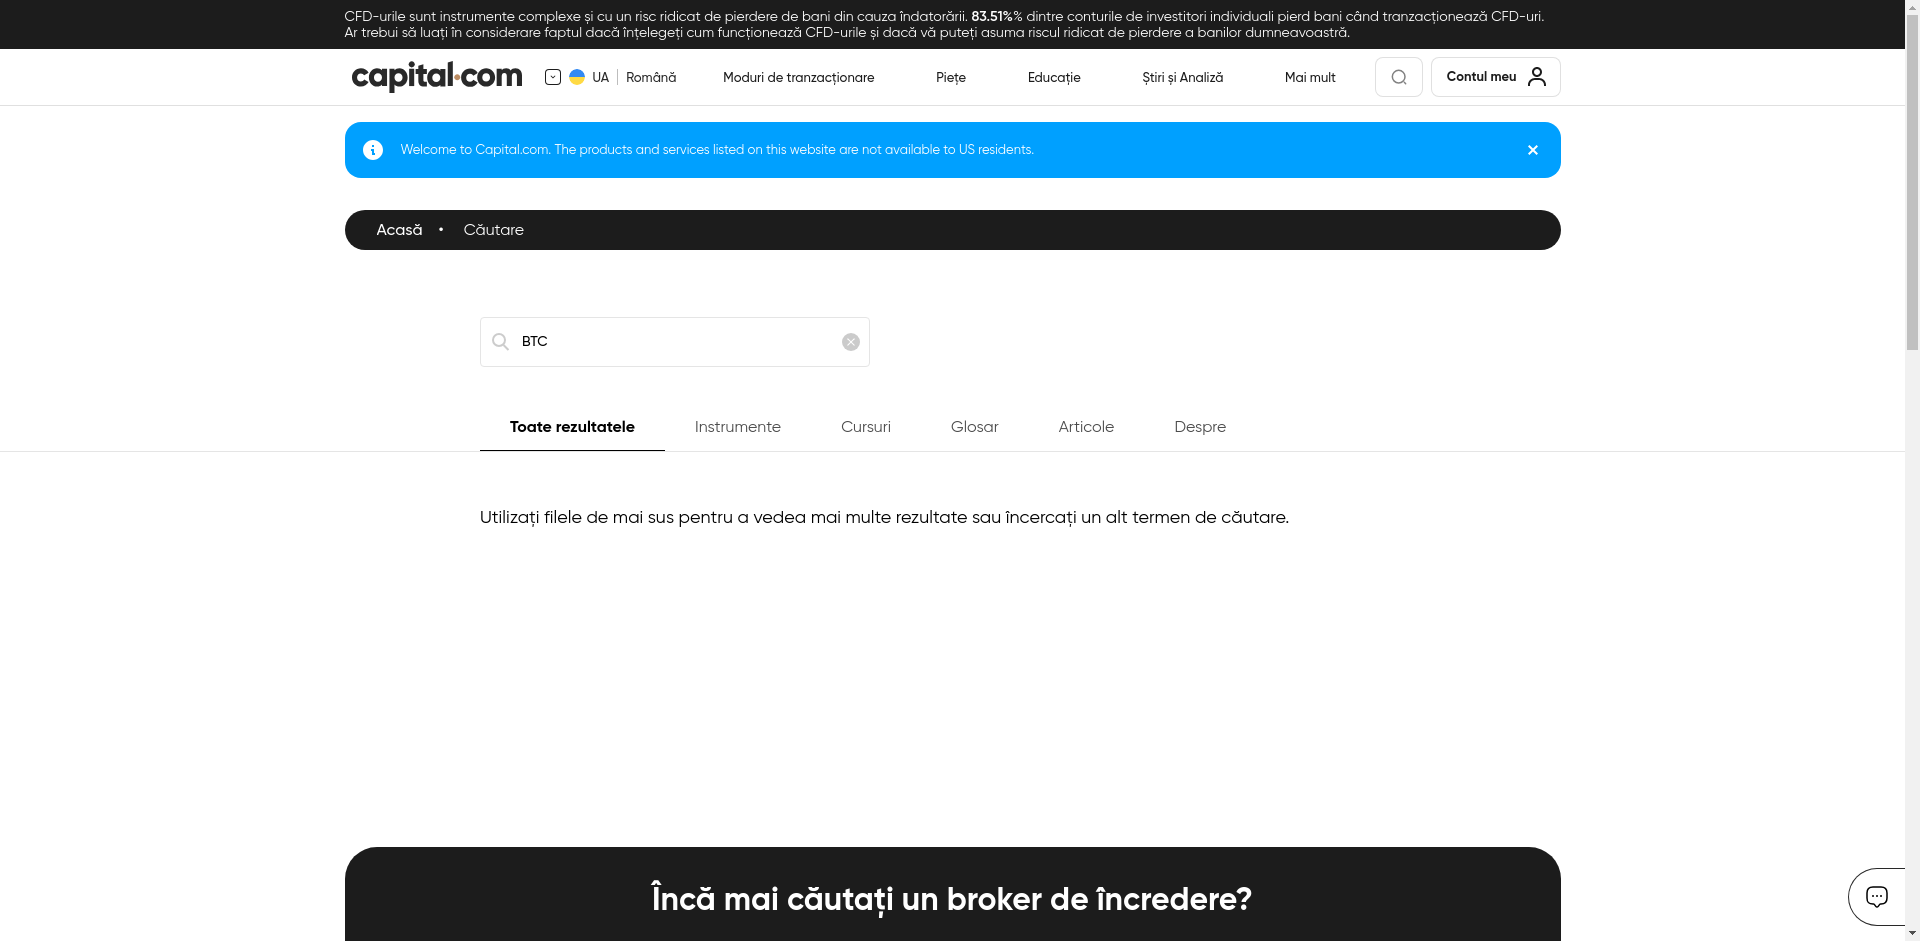 CFD-urile sunt instrumente complexe și cu un risc ridicat de pierdere de bani din cauza îndatorării. 83.51%% dintre conturile de investitori individuali pierd bani când tranzacționează CFD-uri.
Ar trebui să luați în considerare faptul dacă înțelegeți cum funcționează CFD-urile și dacă vă puteți asuma riscul ridicat de pierdere a banilor dumneavoastră.
capital.com
UA
Română
Moduri de tranzacționare
Piețe
Educație
Știri și Analiză
Mai mult
Contul meu
Welcome to Capital.com. The products and services listed on this website are not available to US residents.
Acasă • Căutare
BTC
Toate rezultatele
Instrumente
Cursuri
Glosar
Articole
Despre
Utilizați filele de mai sus pentru a vedea mai multe rezultate sau încercați un alt termen de căutare.
Încă mai căutați un broker de încredere?